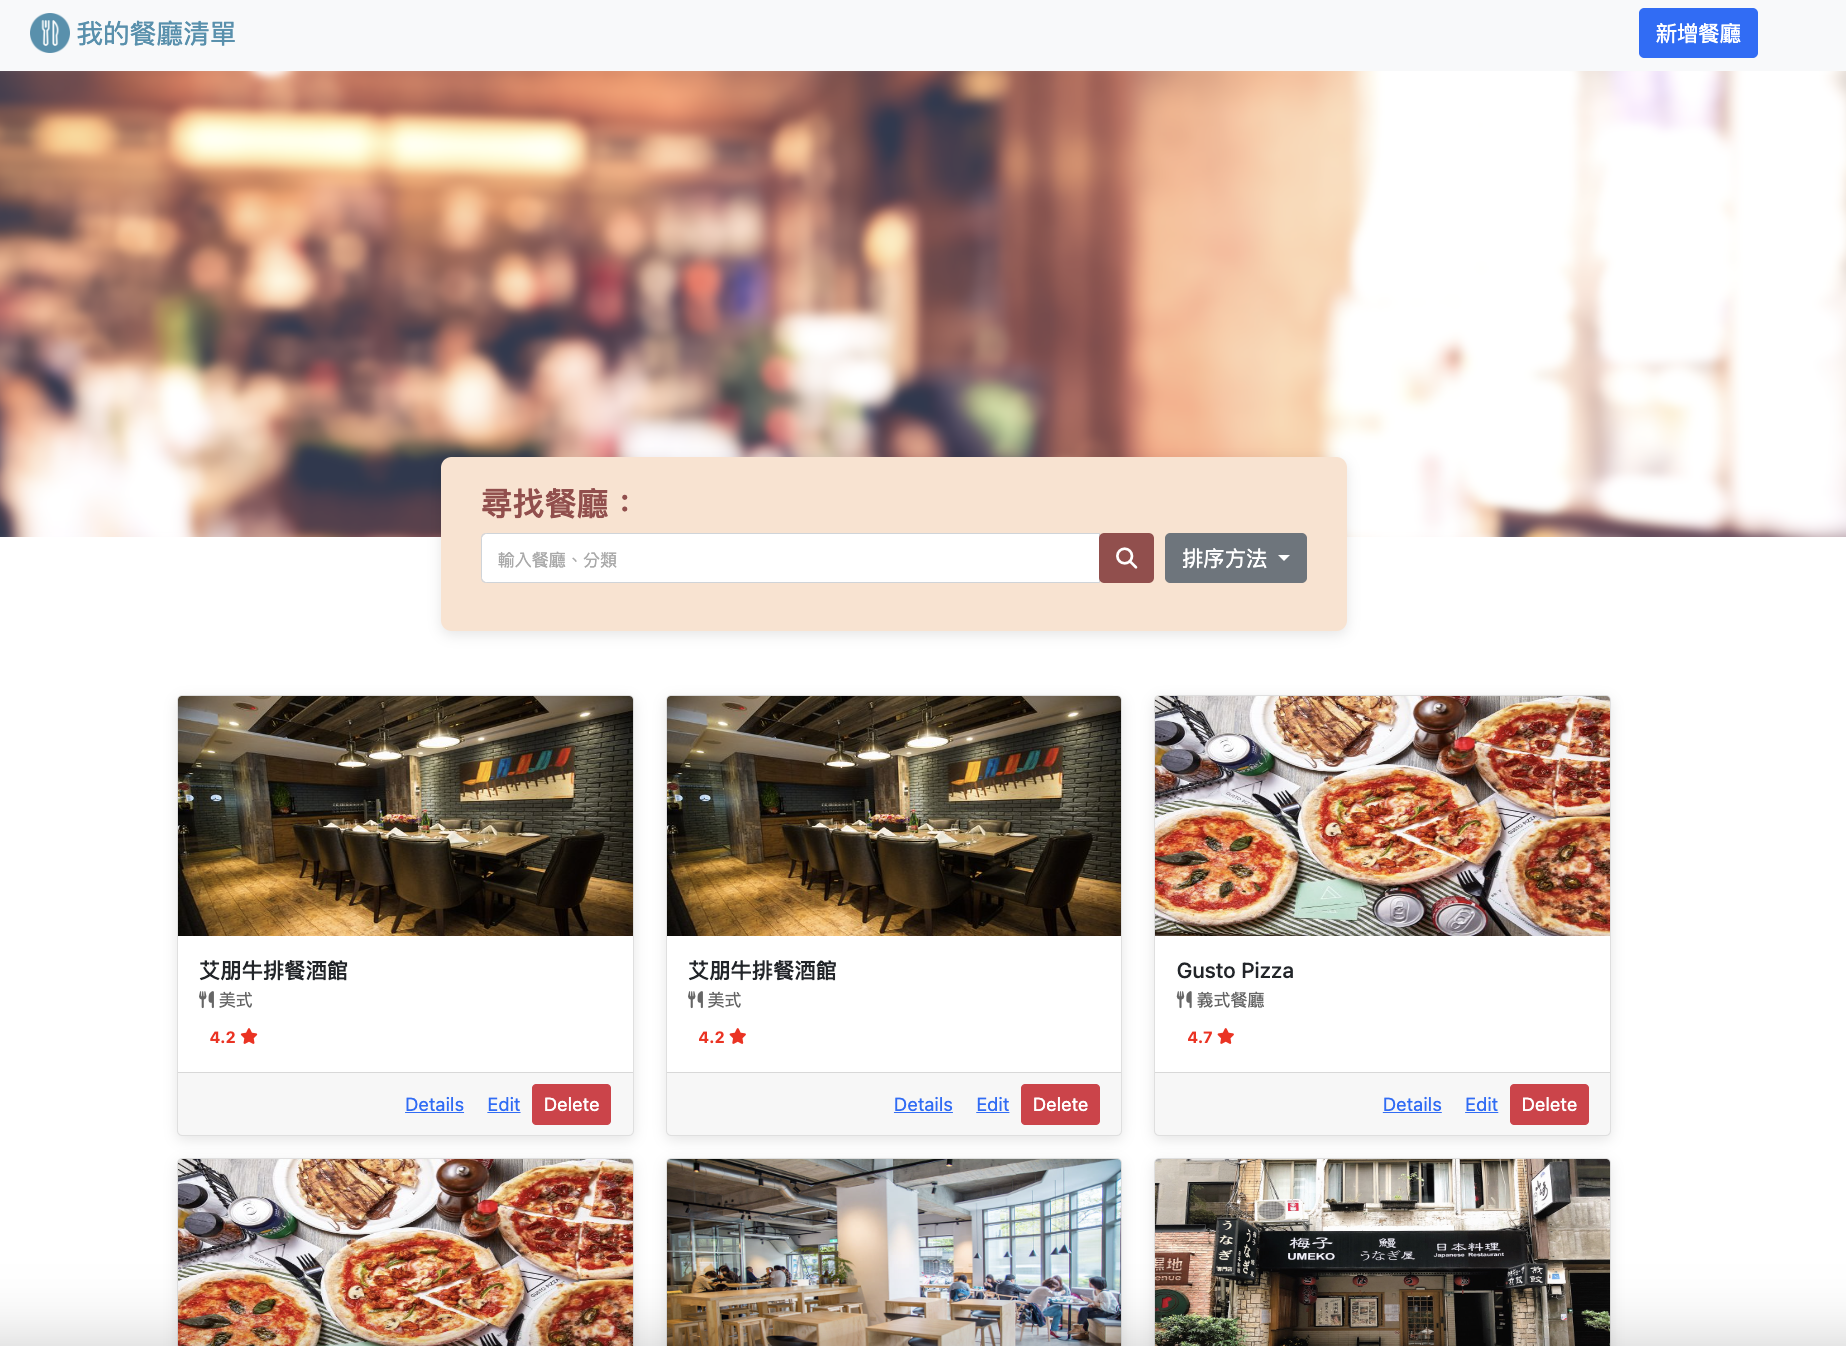 我的餐廳清單
新增餐廳
尋找餐廳：
輸入餐廳、分類
排序方法
艾朋牛排餐酒館
美式
4.2
Details Edit Delete
艾朋牛排餐酒館
美式
4.2
Details Edit Delete
Gusto Pizza
義式餐廳
4.7
Details Edit Delete
梅子
UMEKO
鰻
うなぎ屋
日本料理
Japanese Restaurant
うなぎ